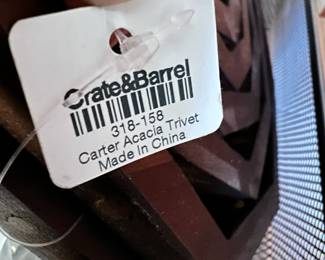 Crate&Barrel
318-158
Carter Acacia Trivet
Made In China